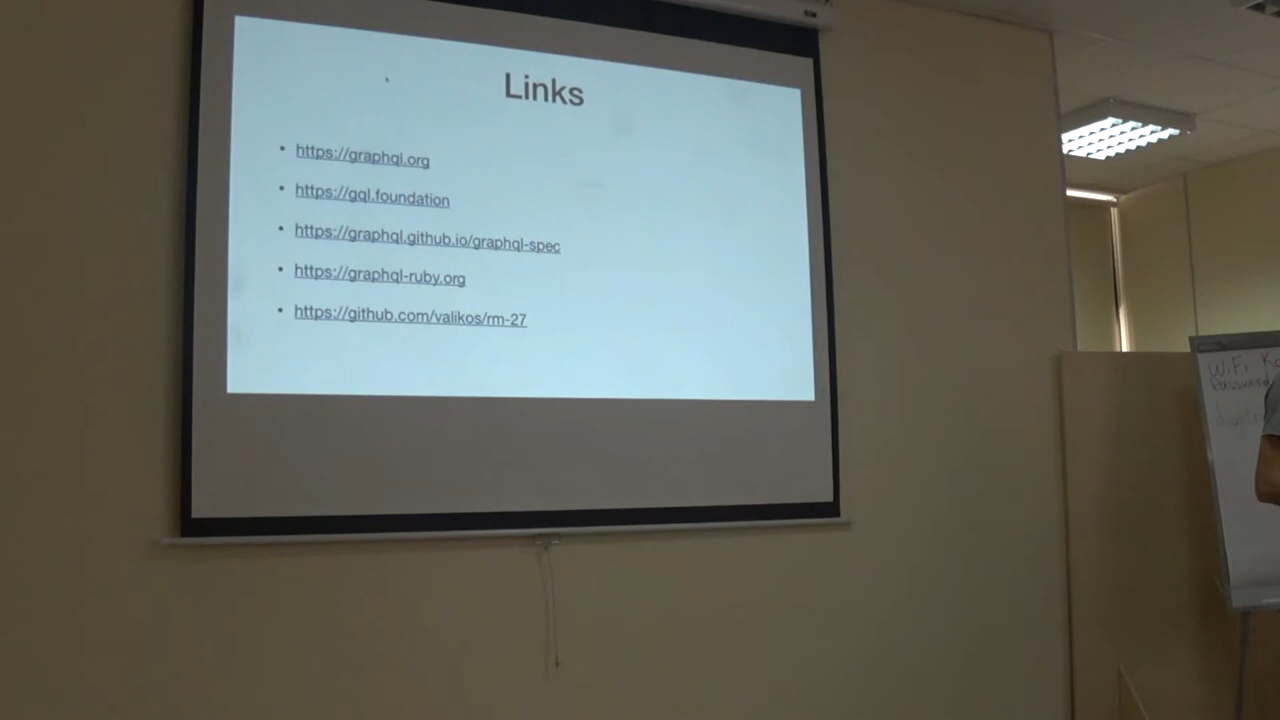 Links
• https://graphql.org
• https://gql.foundation
• https://graphql.github.io/graphql-spec
• https://graphql-ruby.org
• https://github.com/valikos/rm-27
WiFi
Password